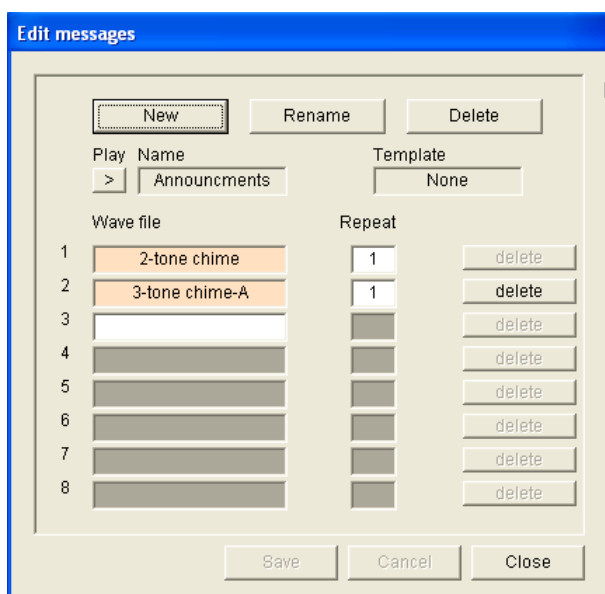 Edit messages
New Rename Delete
Play Name Template
> Announcments None
Wave file Repeat
1 2-tone chime 1 delete
2 3-tone chime-A 1 delete
3 delete
4 delete
5 delete
6 delete
7 delete
8 delete
Save Cancel Close